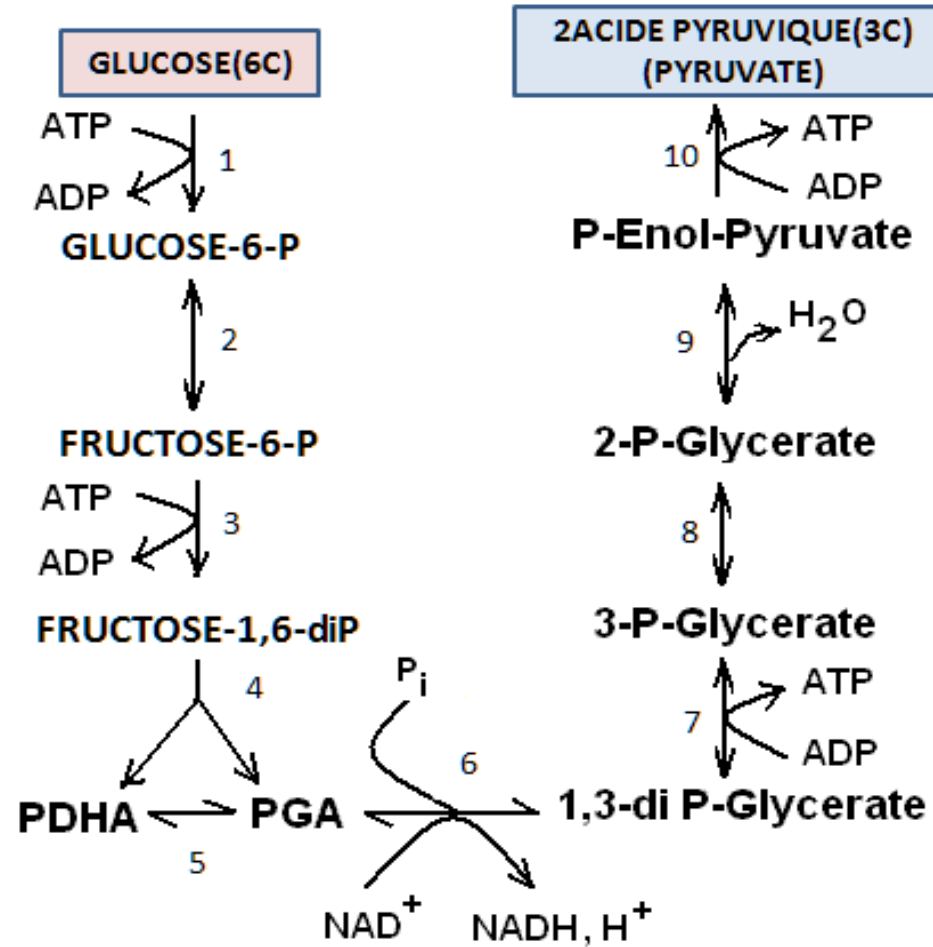 GLUCOSE(6C)
ATP
1
ADP
GLUCOSE-6-P
2
FRUCTOSE-6-P
ATP
3
ADP
FRUCTOSE-1,6-diP
4
PDHA
5
PGA
Pi
6
NAD+
NADH, H+
1,3-di P-Glycerate
7
ATP
ADP
3-P-Glycerate
8
2-P-Glycerate
9
H2O
P-Enol-Pyruvate
10
ATP
ADP
2ACIDE PYRUVIQUE(3C)
(PYRUVATE)